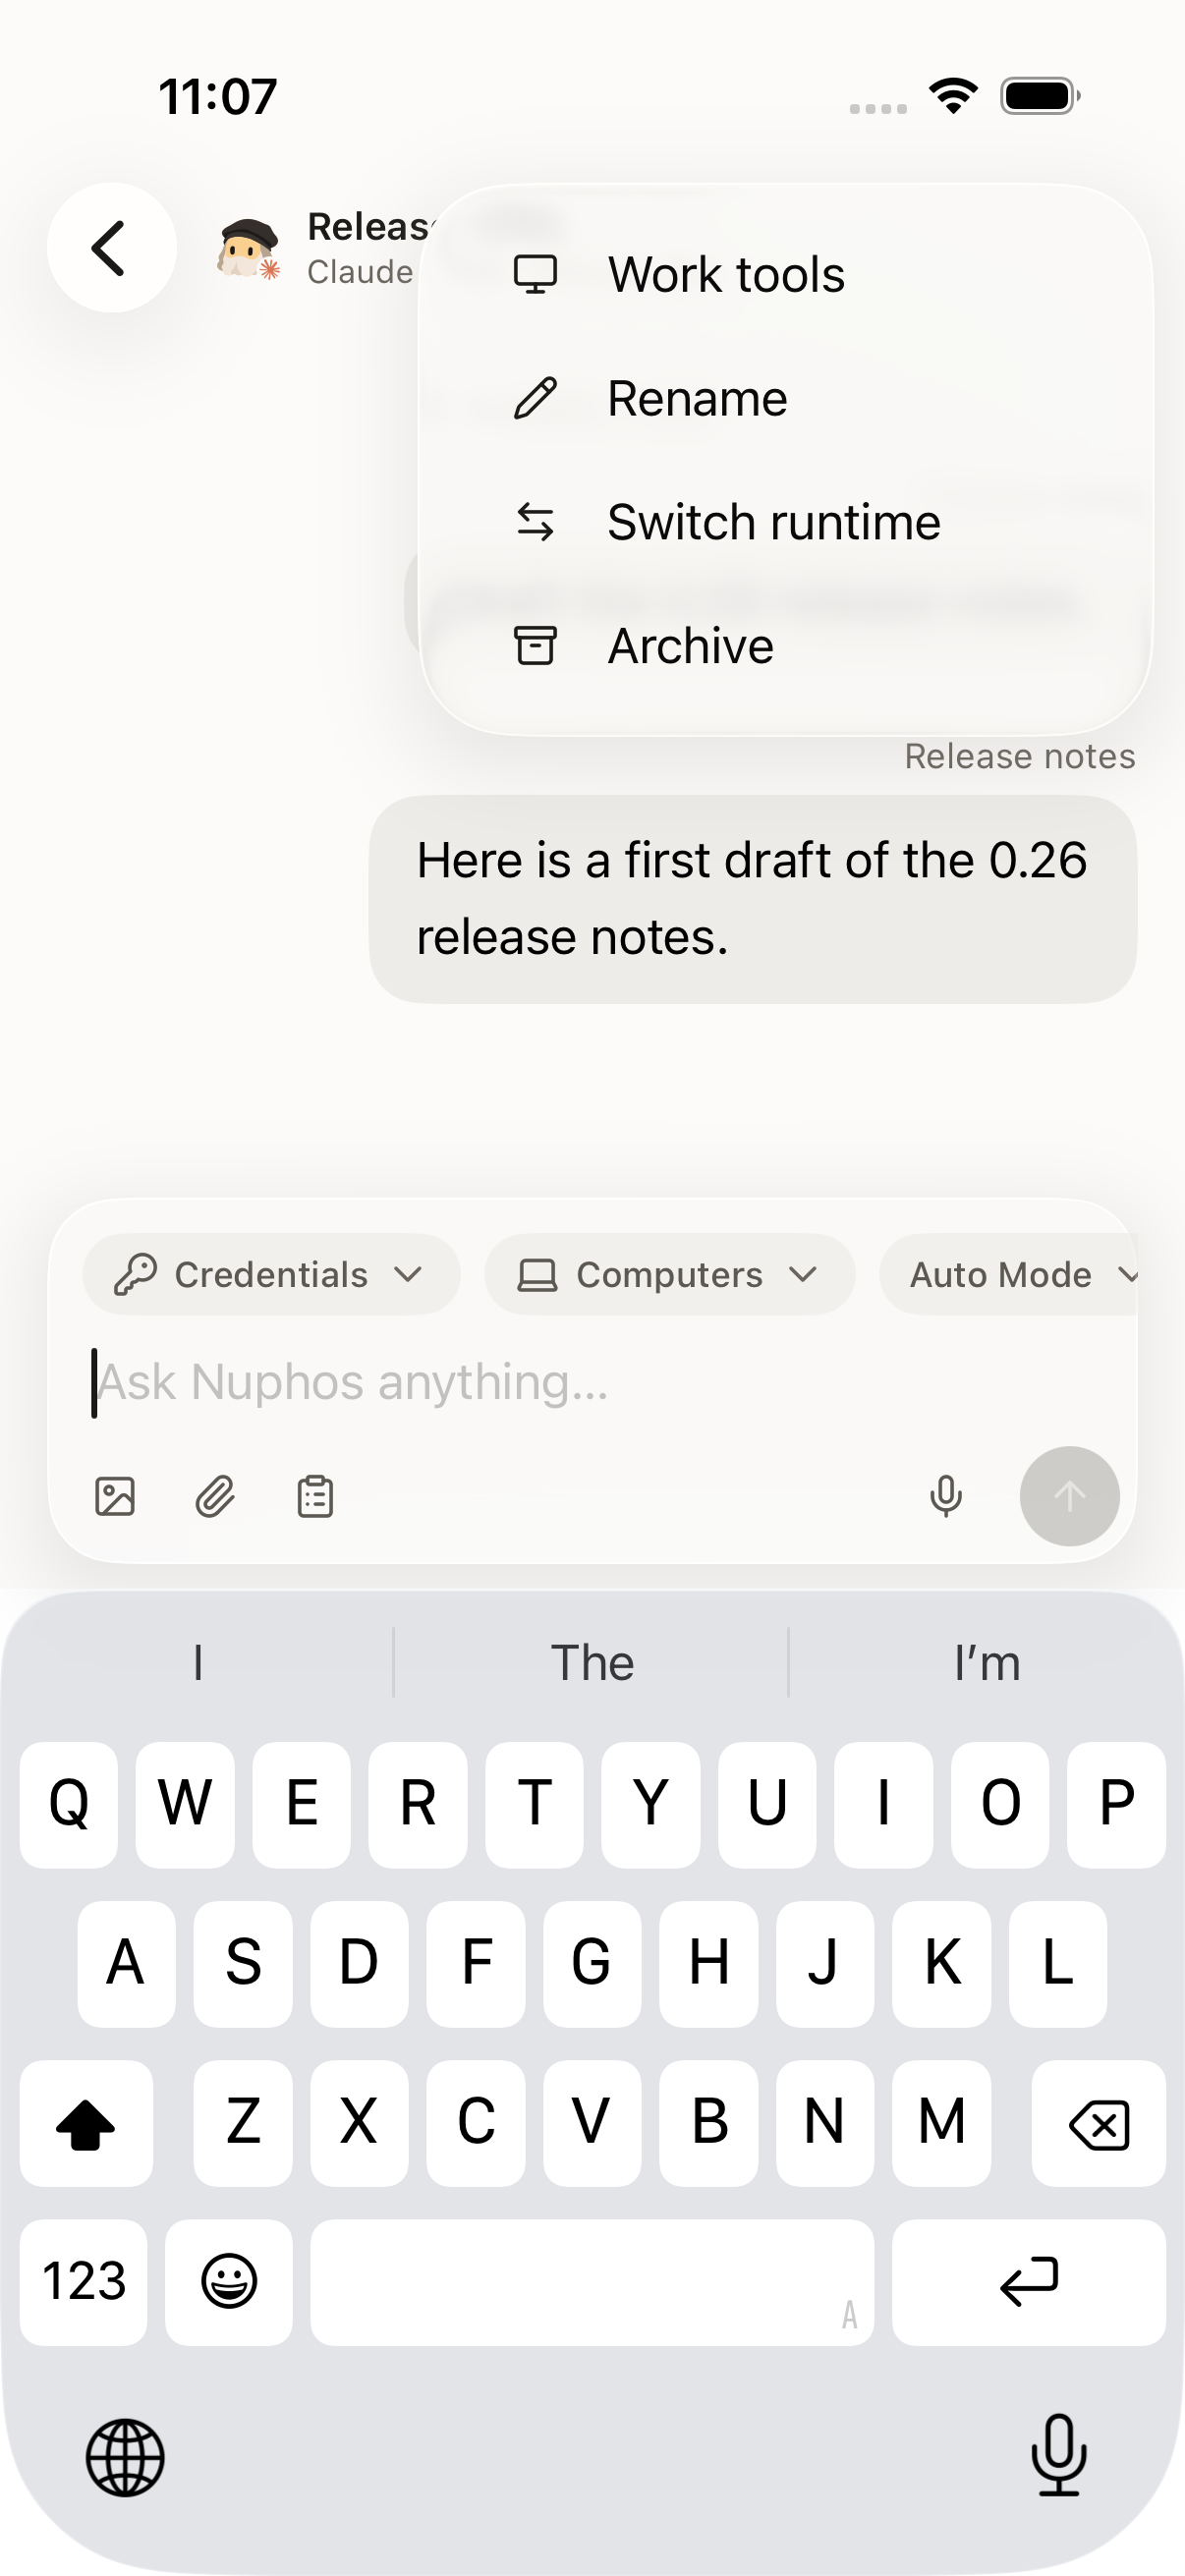 11:07
Releas
Claude
Work tools
Rename
Switch runtime
Archive
Release notes
Here is a first draft of the 0.26
release notes.
Credentials
Computers
Auto Mode
Ask Nuphos anything...
I
The
I'm
Q W E R T Y U I O P
A S D F G H J K L
Z X C V B N M
123
A